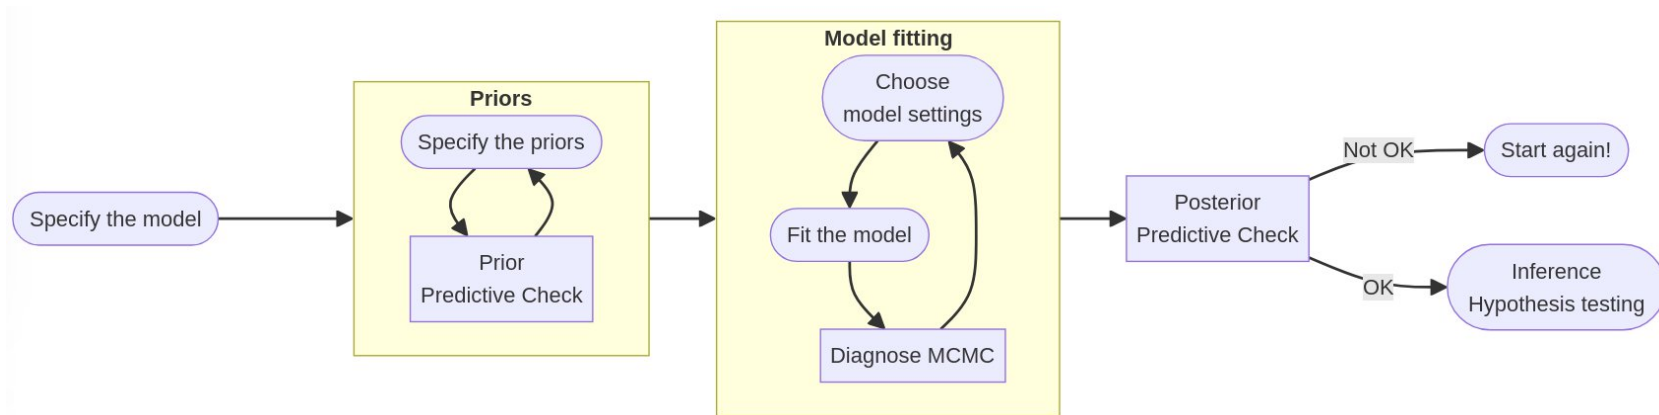 Specify the model
Priors
Specify the priors
Prior
Predictive Check
Model fitting
Choose
model settings
Fit the model
Diagnose MCMC
Posterior
Predictive Check
Not OK
Start again!
OK
Inference
Hypothesis testing